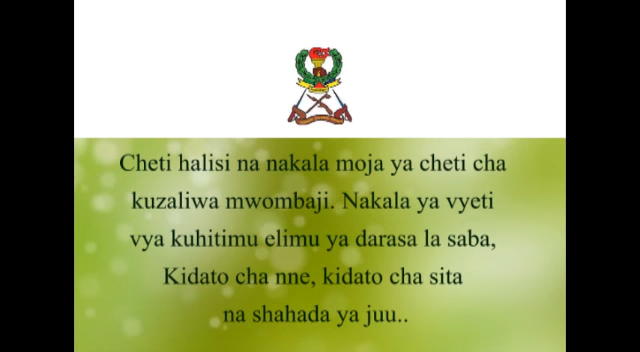 Cheti halisi na nakala moja ya cheti cha
kuzaliwa mwombaji. Nakala ya vyeti
vya kuhitimu elimu ya darasa la saba,
Kidato cha nne, kidato cha sita
na shahada ya juu..